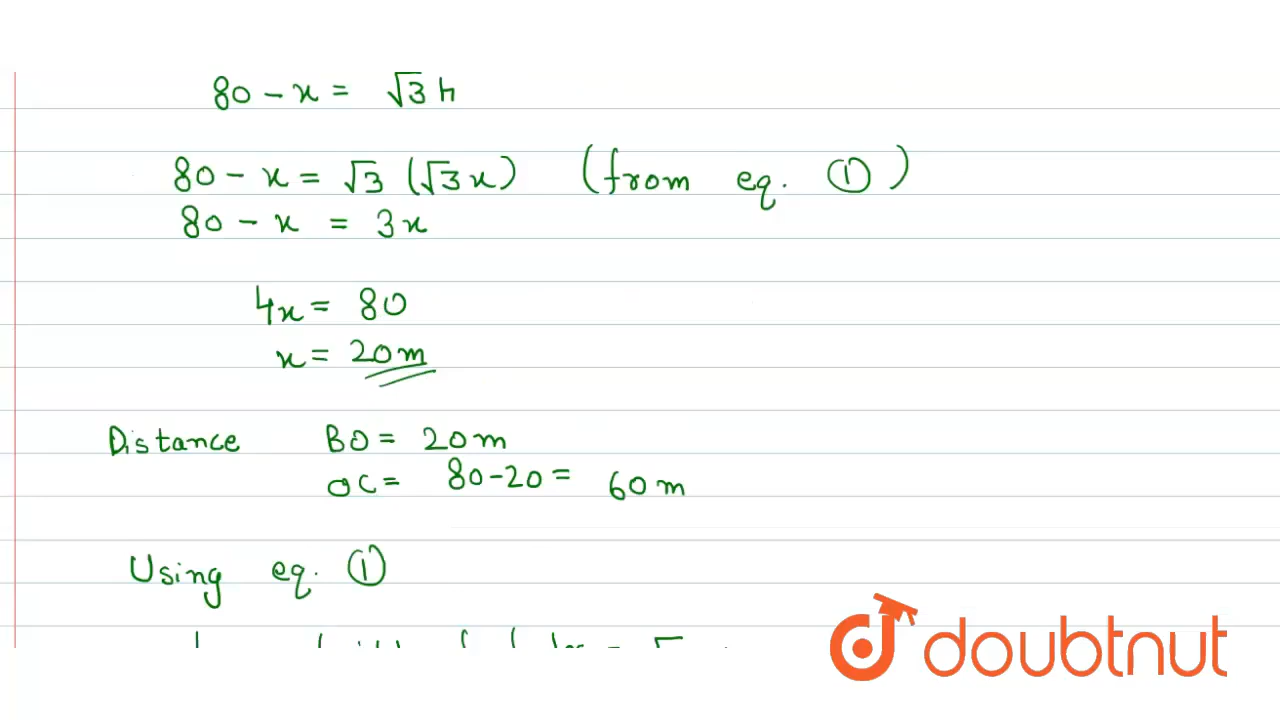 80 - x = √3 h
80 - x = √3 (√3x) (from eq. ①)
80 - x = 3x
4x = 80
x = 20m
Distance BO = 20m
OC = 80-20 = 60m
Using eq. ①
doubtnut